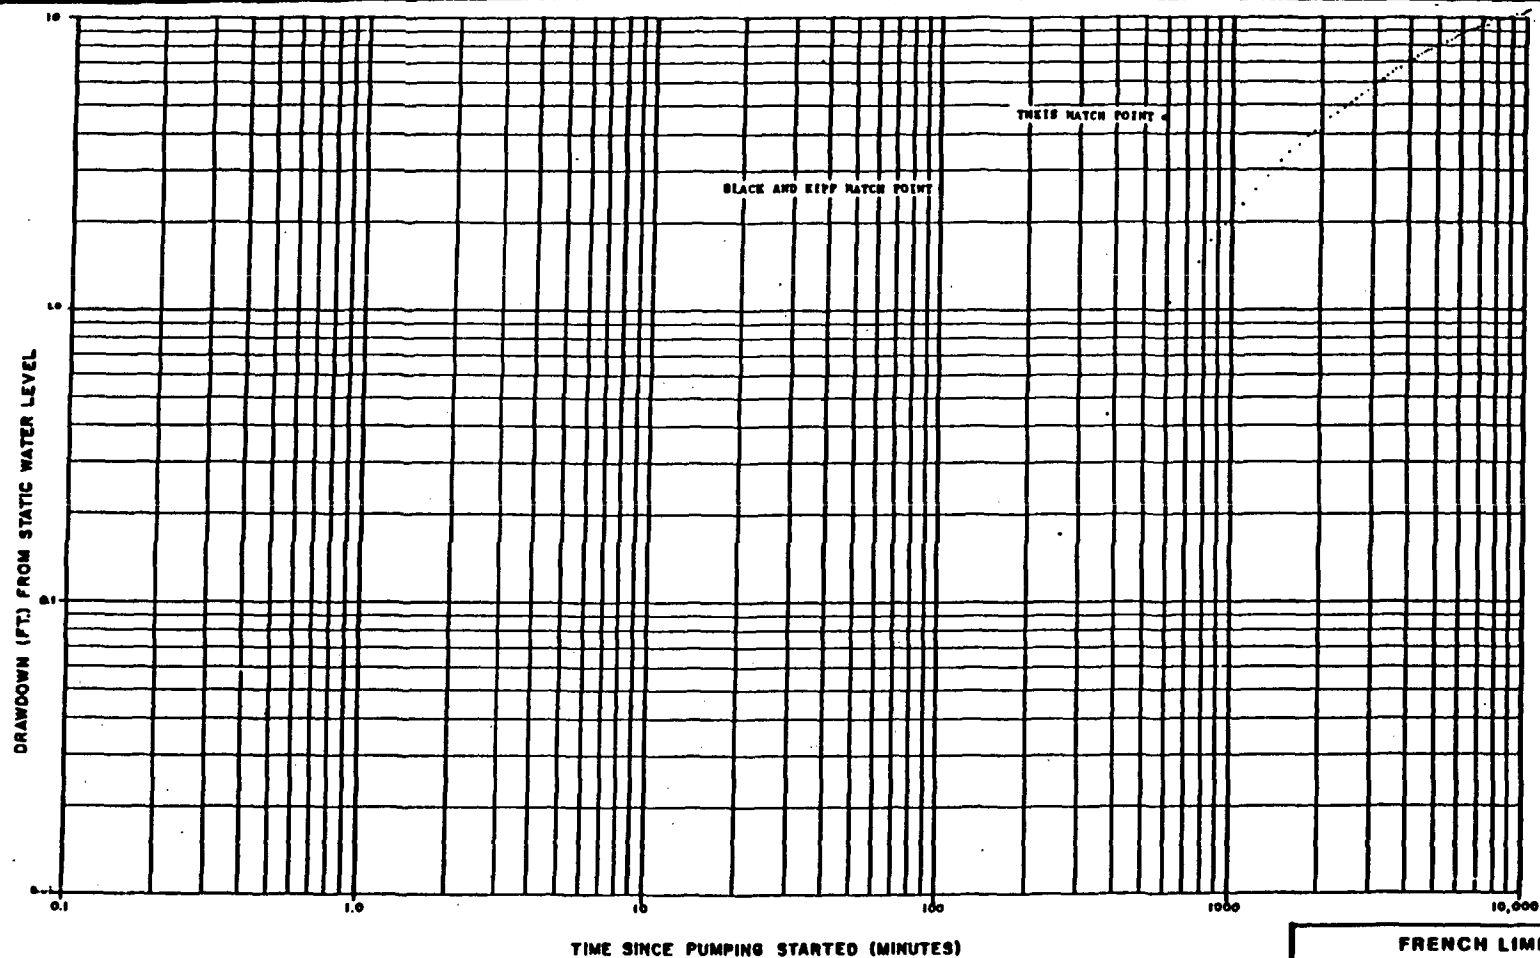 10
THEIS MATCH POINT
BLACK AND KIPP MATCH POINT
1.0
DRAWDOWN (FT.) FROM STATIC WATER LEVEL
0.1
0.1 1.0 10 100 1000 10,000
TIME SINCE PUMPING STARTED (MINUTES)
FRENCH LIM